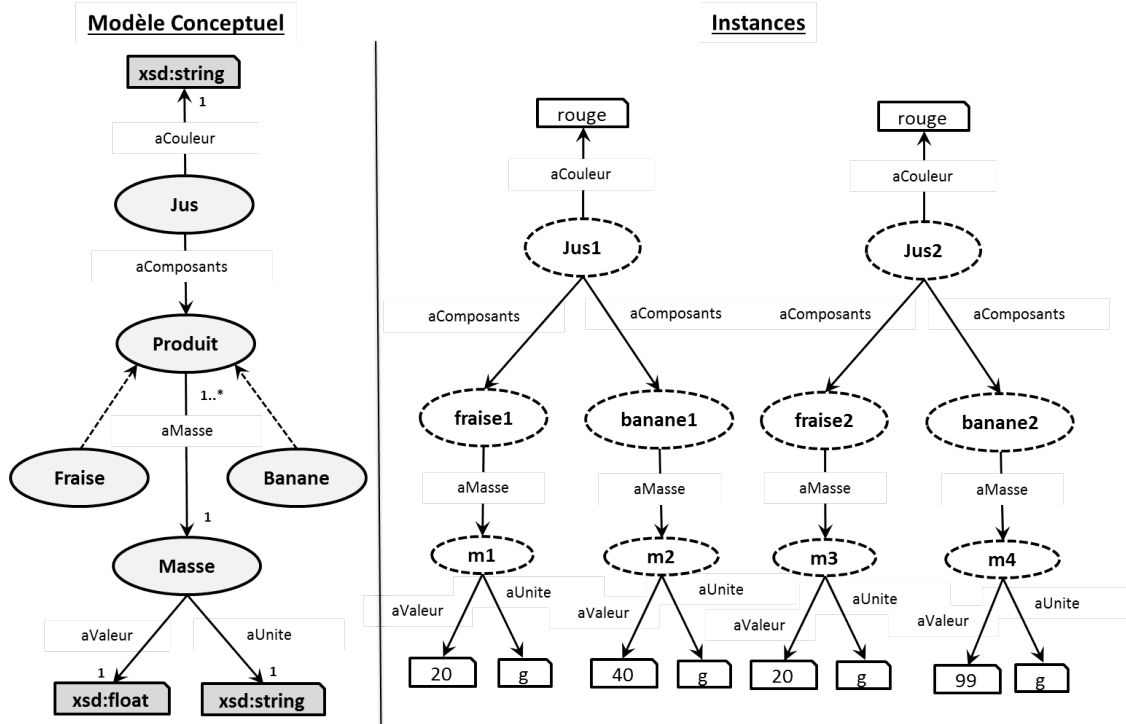 Modèle Conceptuel
xsd:string
1
aCouleur
Jus
aComposants
Produit
1..*
aMasse
Fraise
Banane
1
Masse
aValeur
aUnite
1
1
xsd:float
xsd:string
Instances
rouge
rouge
aCouleur
aCouleur
Jus1
Jus2
aComposants
aComposants
aComposants
aComposants
fraise1
banane1
fraise2
banane2
aMasse
aMasse
aMasse
aMasse
m1
m2
m3
m4
aValeur
aUnite
aValeur
aUnite
aValeur
aUnite
aValeur
aUnite
20
g
40
g
20
g
99
g